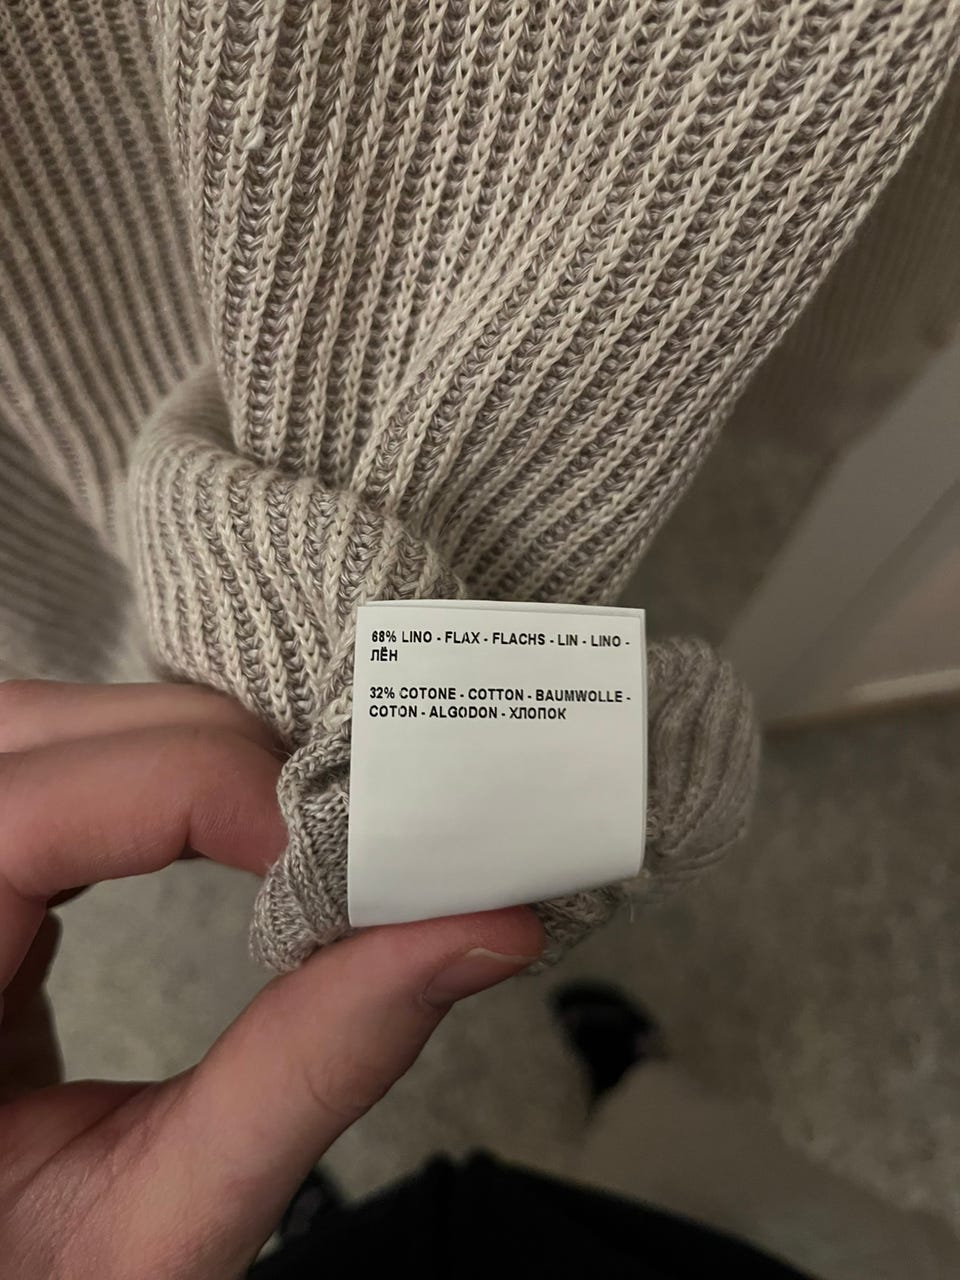 68% LINO - FLAX - FLACHS - LIN - LINO -
ЛЁН
32% COTONE - COTTON - BAUMWOLLE -
COTON - ALGODON - ХЛОПОК